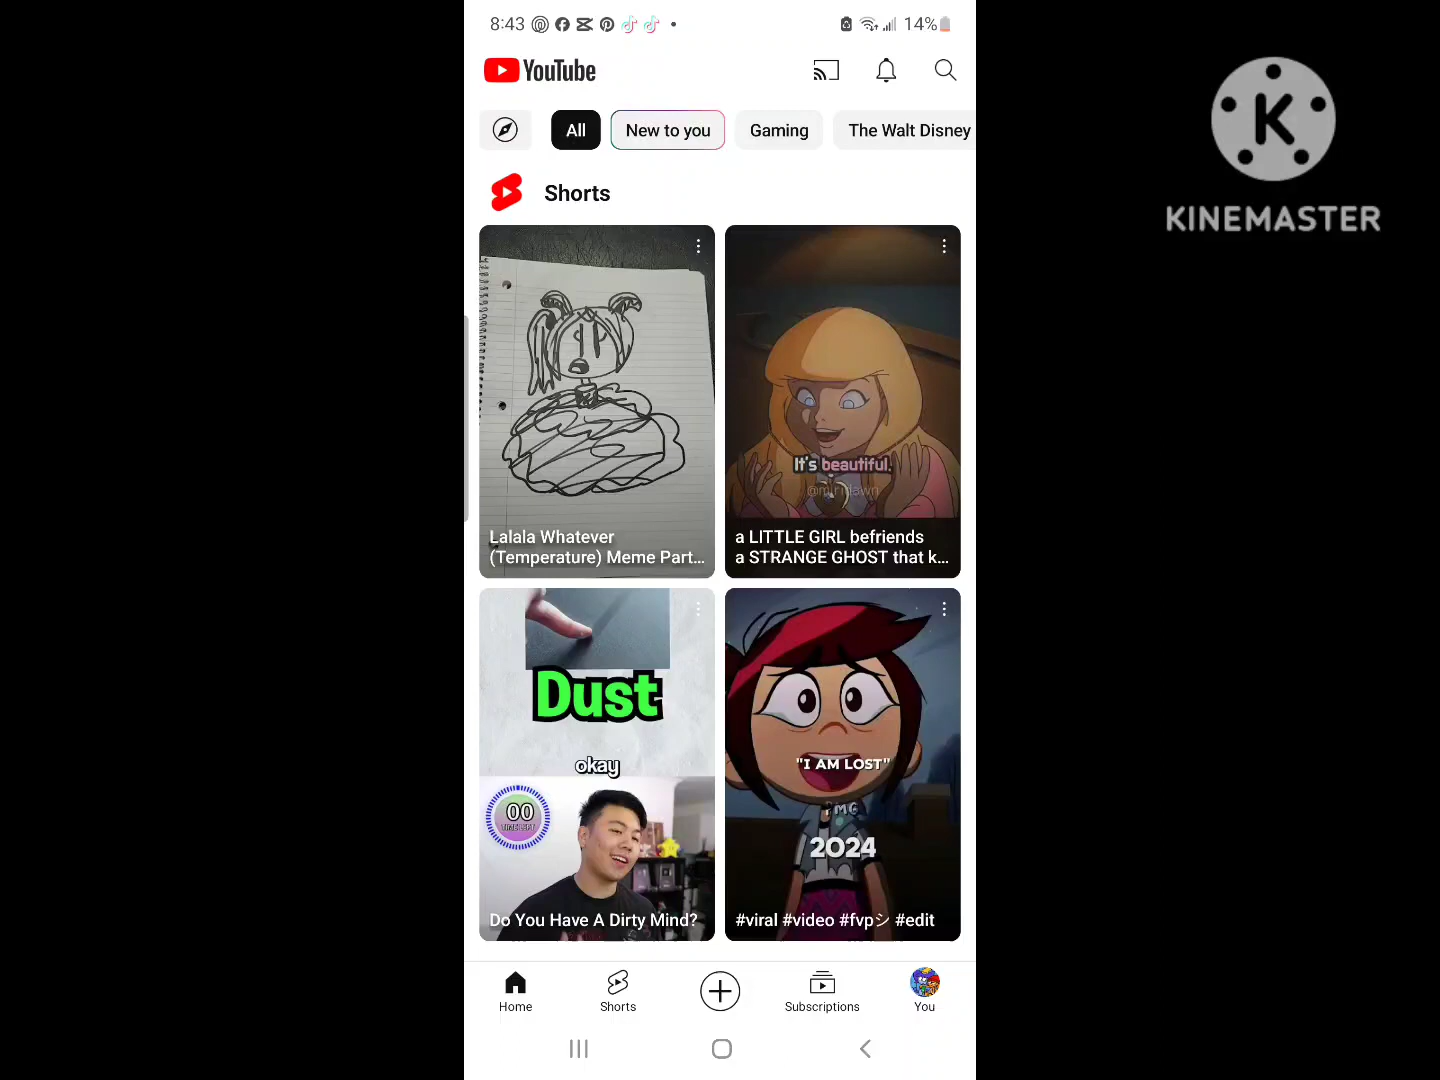 8:43
14%
YouTube
All
New to you
Gaming
The Walt Disney
K
KINEMASTER
Shorts
It's beautiful.
Lalala Whatever
(Temperature) Meme Part...
a LITTLE GIRL befriends
a STRANGE GHOST that k...
Dust
okay
00
"I AM LOST"
2024
Do You Have A Dirty Mind?
#viral #video #fypシ #edit
Home
Shorts
Subscriptions
You